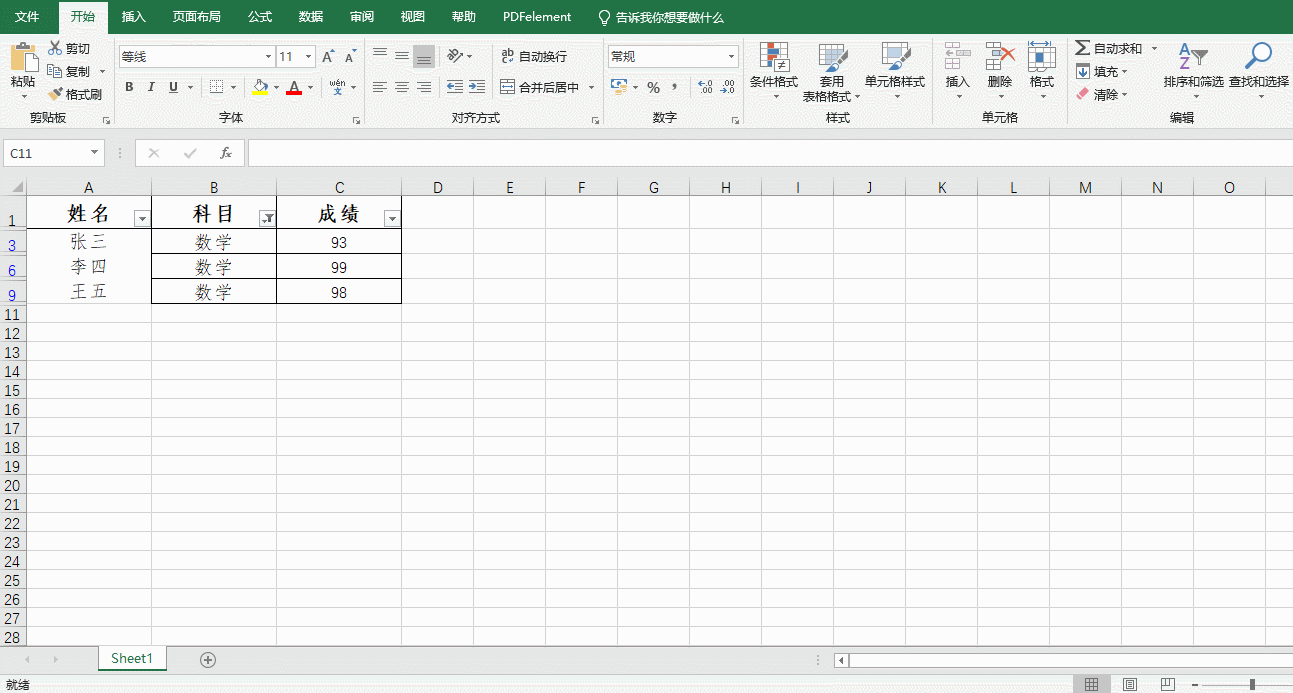 文件 开始 插入 页面布局 公式 数据 审阅 视图 帮助 PDFelement 告诉我你想要做什么
粘贴 剪切 复制 格式刷 剪贴板
等线 11 B I U A wén 文 字体
ab 自动换行 合并后居中 对齐方式
常规 % 数字
条件格式 套用 表格格式 单元格样式 样式
插入 删除 格式 单元格
自动求和 填充 清除 排序和筛选 查找和选择 编辑
C11 fx
A B C D E F G H I J K L M N O
1 姓名 科目 成绩
3 张三 数学 93
6 李四 数学 99
9 王五 数学 98
11
12
13
14
15
16
17
18
19
20
21
22
23
24
25
26
27
28
Sheet1
就绪